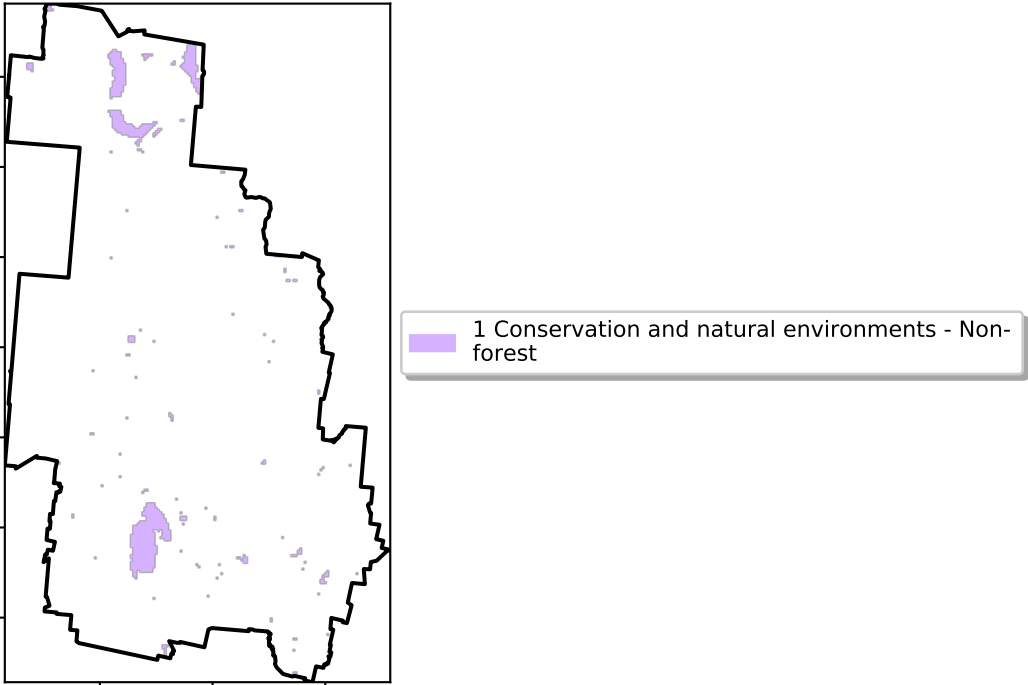 1 Conservation and natural environments - Non-
forest